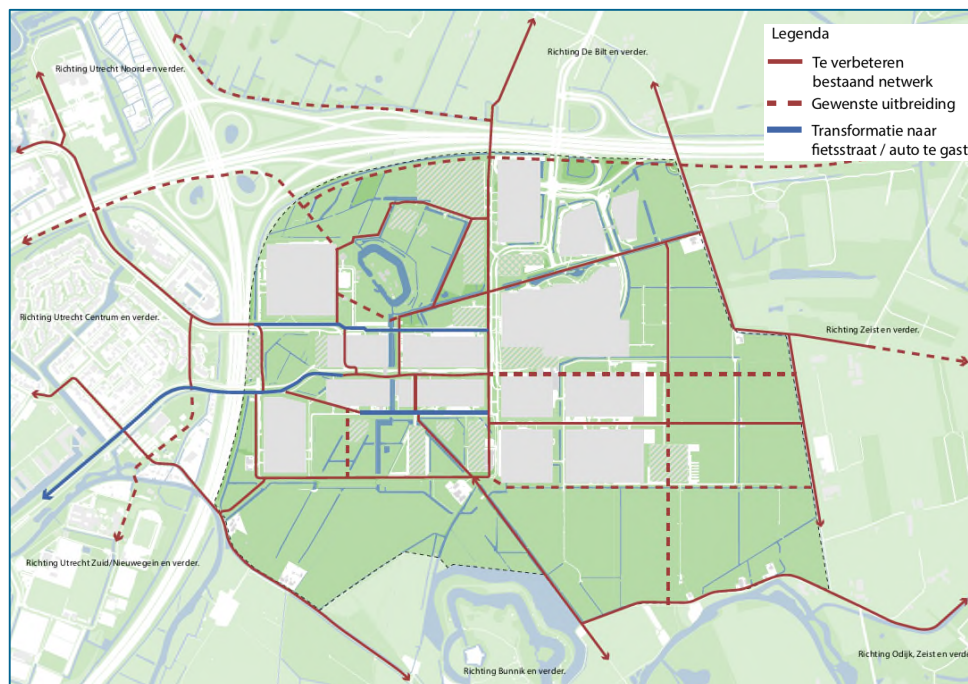 Legenda
Te verbeteren
bestaand netwerk
Gewenste uitbreiding
Transformatie naar
fietsstraat / auto te gast
Richting De Bilt en verder.
Richting Utrecht Noord en verder.
Richting Utrecht Centrum en verder.
Richting Zeist en verder.
Richting Utrecht Zuid/Nieuwegein en verder.
Richting Odijk, Zeist en verde
Richting Bunnik en verder.